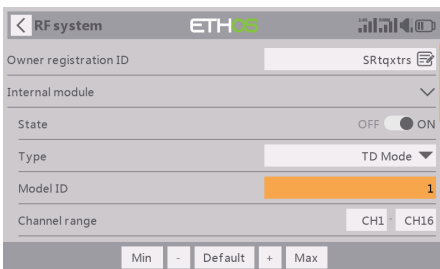 RF system ETHOS
Owner registration ID SRtqxtrs
Internal module
State OFF ON
Type TD Mode
Model ID 1
Channel range CH1 - CH16
Min - Default + Max